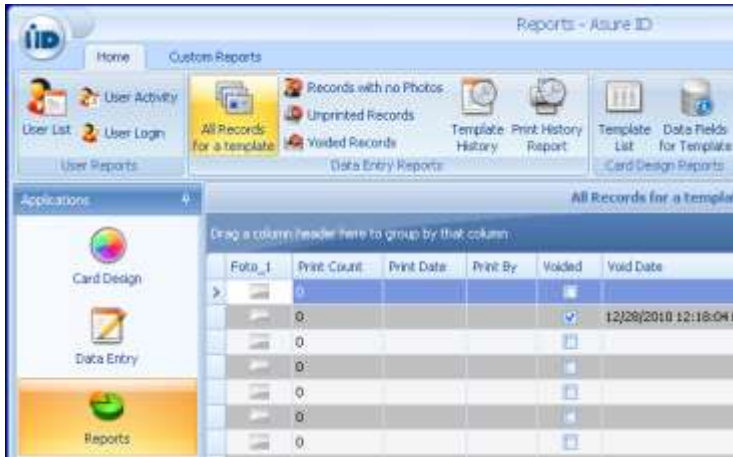 Reports - Asure ID
iID
Home Custom Reports
User List
User Activity
User Login
User Reports
All Records
for a template
Records with no Photos
Unprinted Records
Voided Records
Template
History
Print History
Report
Data Entry Reports
Template
List
Data Fields
for Template
Card Design Reports
Applications
All Records for a templa
Card Design
Data Entry
Reports
Drag a column header here to group by that column
Foto_1 Print Count Print Date Print By Voided Void Date
0
0 12/28/2010 12:18:04
0
0
0
0
0